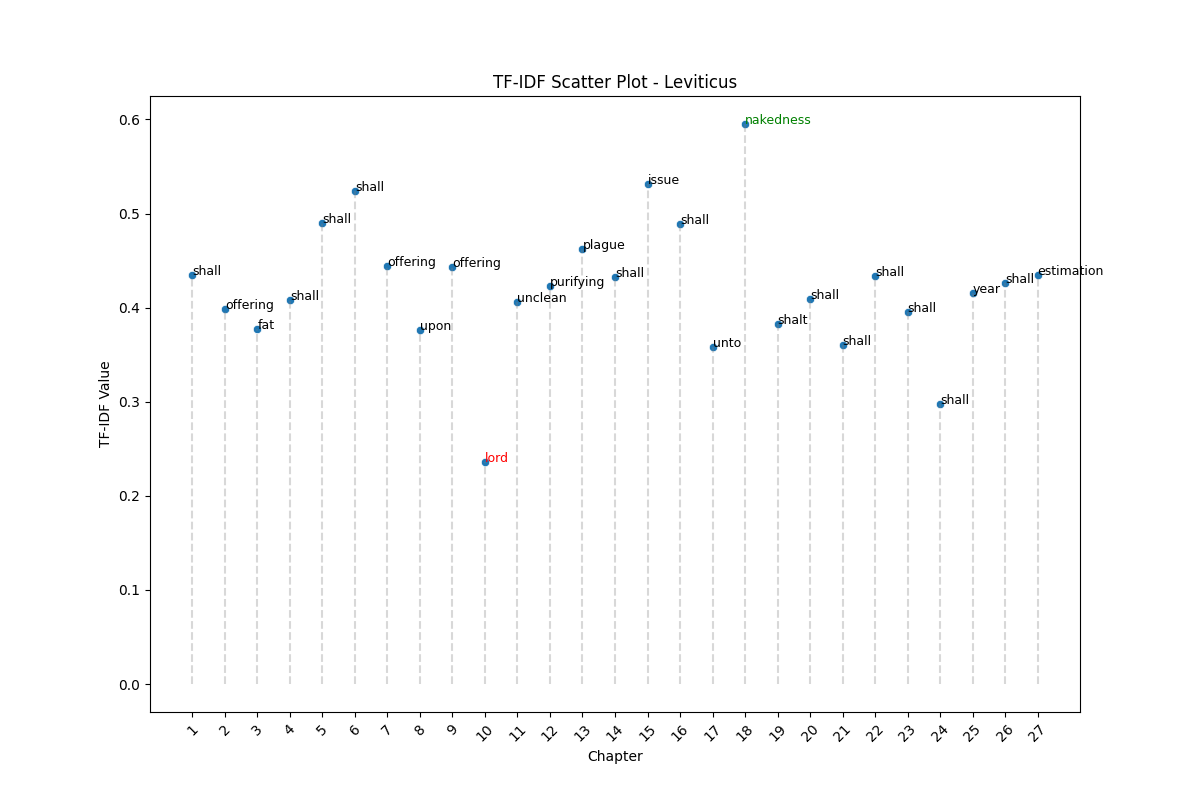 TF-IDF Scatter Plot - Leviticus
0.6
nakedness
shall
issue
shall
shall
0.5
plague
offering
offering
shall
shall
shall
estimation
purifying
shall
year
TF-IDF Value
0.4
offering
shall
unclean
shall
shall
fat
upon
shalt
unto
shall
0.3
shall
lord
0.2
0.1
0.0
1 2 3 4 5 6 7 8 9 10 11 12 13 14 15 16 17 18 19 20 21 22 23 24 25 26 27
Chapter